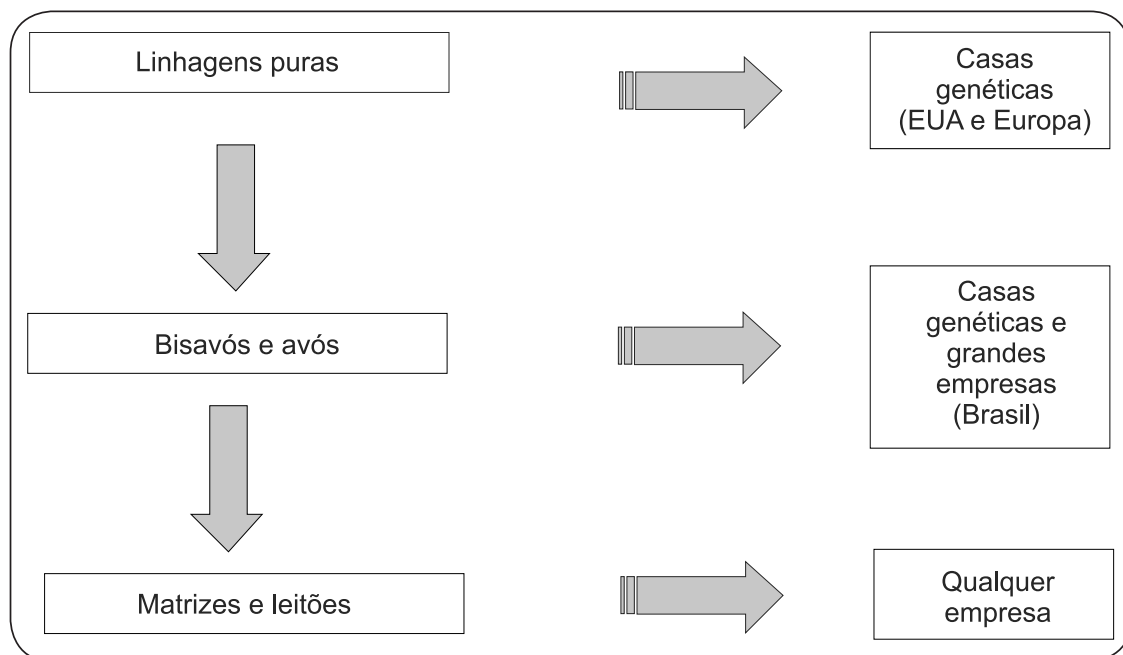 Linhagens puras
Casas
genéticas
(EUA e Europa)
Bisavós e avós
Casas
genéticas e
grandes
empresas
(Brasil)
Matrizes e leitões
Qualquer
empresa